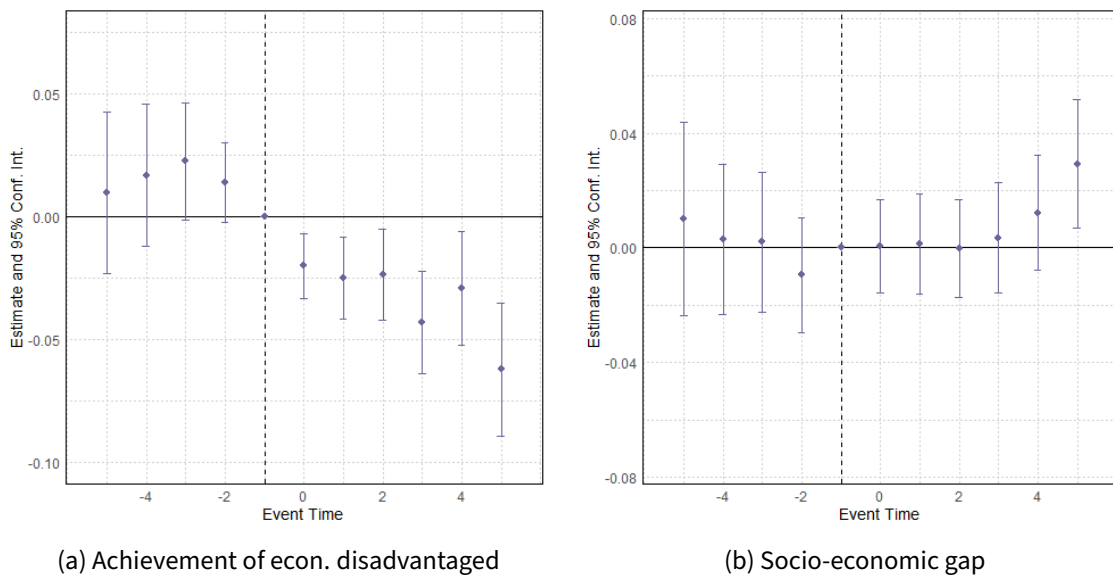 Estimate and 95% Conf. Int.
0.05
0.00
-0.05
-0.10
-4 -2 0 2 4
Event Time
(a) Achievement of econ. disadvantaged
Estimate and 95% Conf. Int.
0.08
0.04
0.00
-0.04
-0.08
-4 -2 0 2 4
Event Time
(b) Socio-economic gap